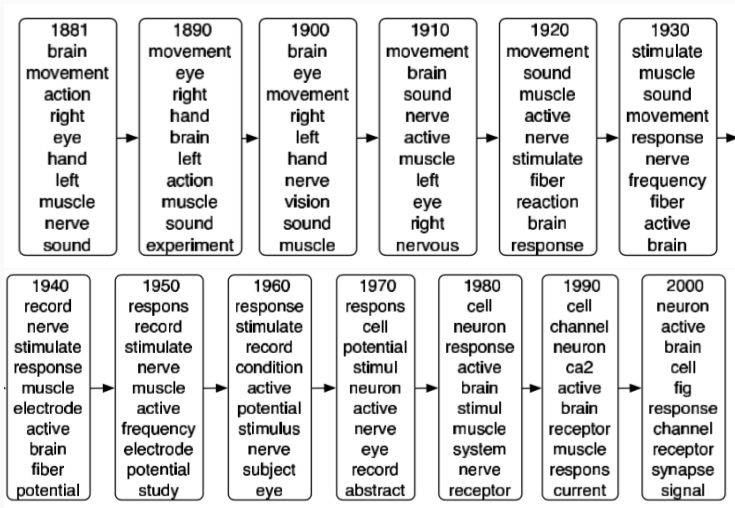 1881
brain
movement
action
right
eye
hand
left
muscle
nerve
sound
1890
movement
eye
right
hand
brain
left
action
muscle
sound
experiment
1900
brain
eye
movement
right
left
hand
nerve
vision
sound
muscle
1910
movement
brain
sound
nerve
active
muscle
left
eye
right
nervous
1920
movement
sound
muscle
active
nerve
stimulate
fiber
reaction
brain
response
1930
stimulate
muscle
sound
movement
response
nerve
frequency
fiber
active
brain
1940
record
nerve
stimulate
response
muscle
electrode
active
brain
fiber
potential
1950
respons
record
stimulate
nerve
muscle
active
frequency
electrode
potential
study
1960
response
stimulate
record
condition
active
potential
stimulus
nerve
subject
eye
1970
respons
cell
potential
stimul
neuron
active
nerve
eye
record
abstract
1980
cell
neuron
response
active
brain
stimul
muscle
system
nerve
receptor
1990
cell
channel
neuron
ca2
active
brain
receptor
muscle
respons
current
2000
neuron
active
brain
cell
fig
response
channel
receptor
synapse
signal